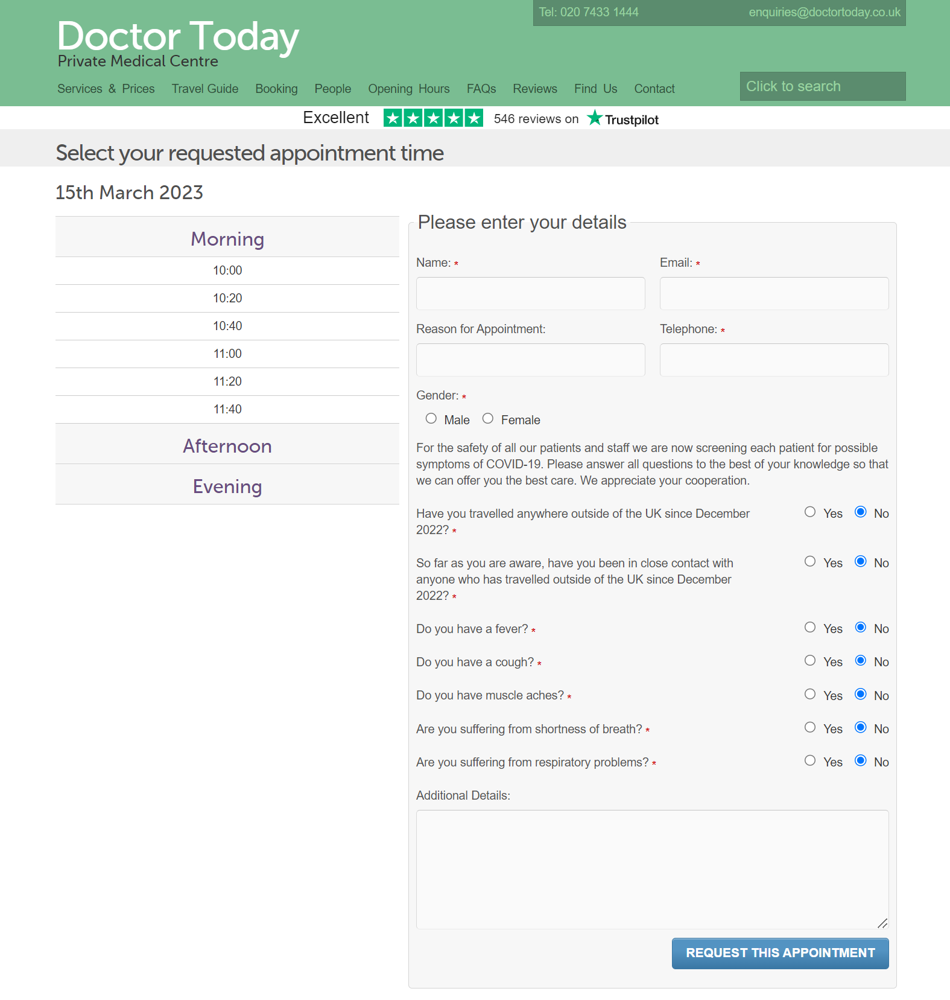 Tel: 020 7433 1444
enquiries@doctortoday.co.uk
Doctor Today
Private Medical Centre
Services & Prices
Travel Guide
Booking
People
Opening Hours
FAQs
Reviews
Find Us
Contact
Click to search
Excellent
546 reviews on
Trustpilot
Select your requested appointment time
15th March 2023
Morning
10:00
10:20
10:40
11:00
11:20
11:40
Afternoon
Evening
Please enter your details
Name: *
Email: *
Reason for Appointment:
Telephone: *
Gender: *
Male
Female
For the safety of all our patients and staff we are now screening each patient for possible
symptoms of COVID-19. Please answer all questions to the best of your knowledge so that
we can offer you the best care. We appreciate your cooperation.
Have you travelled anywhere outside of the UK since December
2022? *
Yes
No
So far as you are aware, have you been in close contact with
anyone who has travelled outside of the UK since December
2022? *
Yes
No
Do you have a fever? *
Yes
No
Do you have a cough? *
Yes
No
Do you have muscle aches? *
Yes
No
Are you suffering from shortness of breath? *
Yes
No
Are you suffering from respiratory problems? *
Yes
No
Additional Details:
REQUEST THIS APPOINTMENT